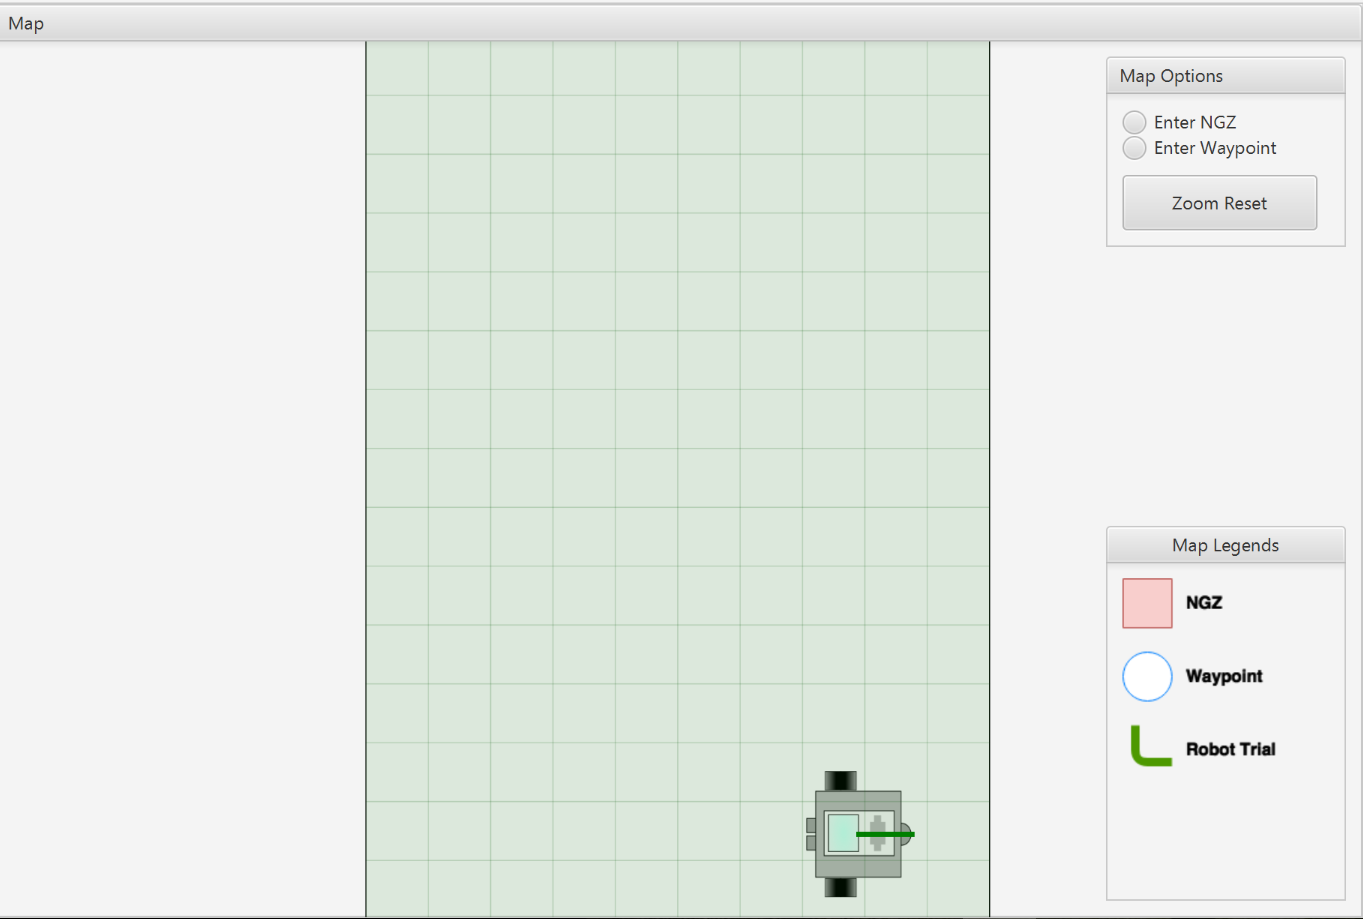 Map
Map Options
Enter NGZ
Enter Waypoint
Zoom Reset
Map Legends
NGZ
Waypoint
Robot Trial